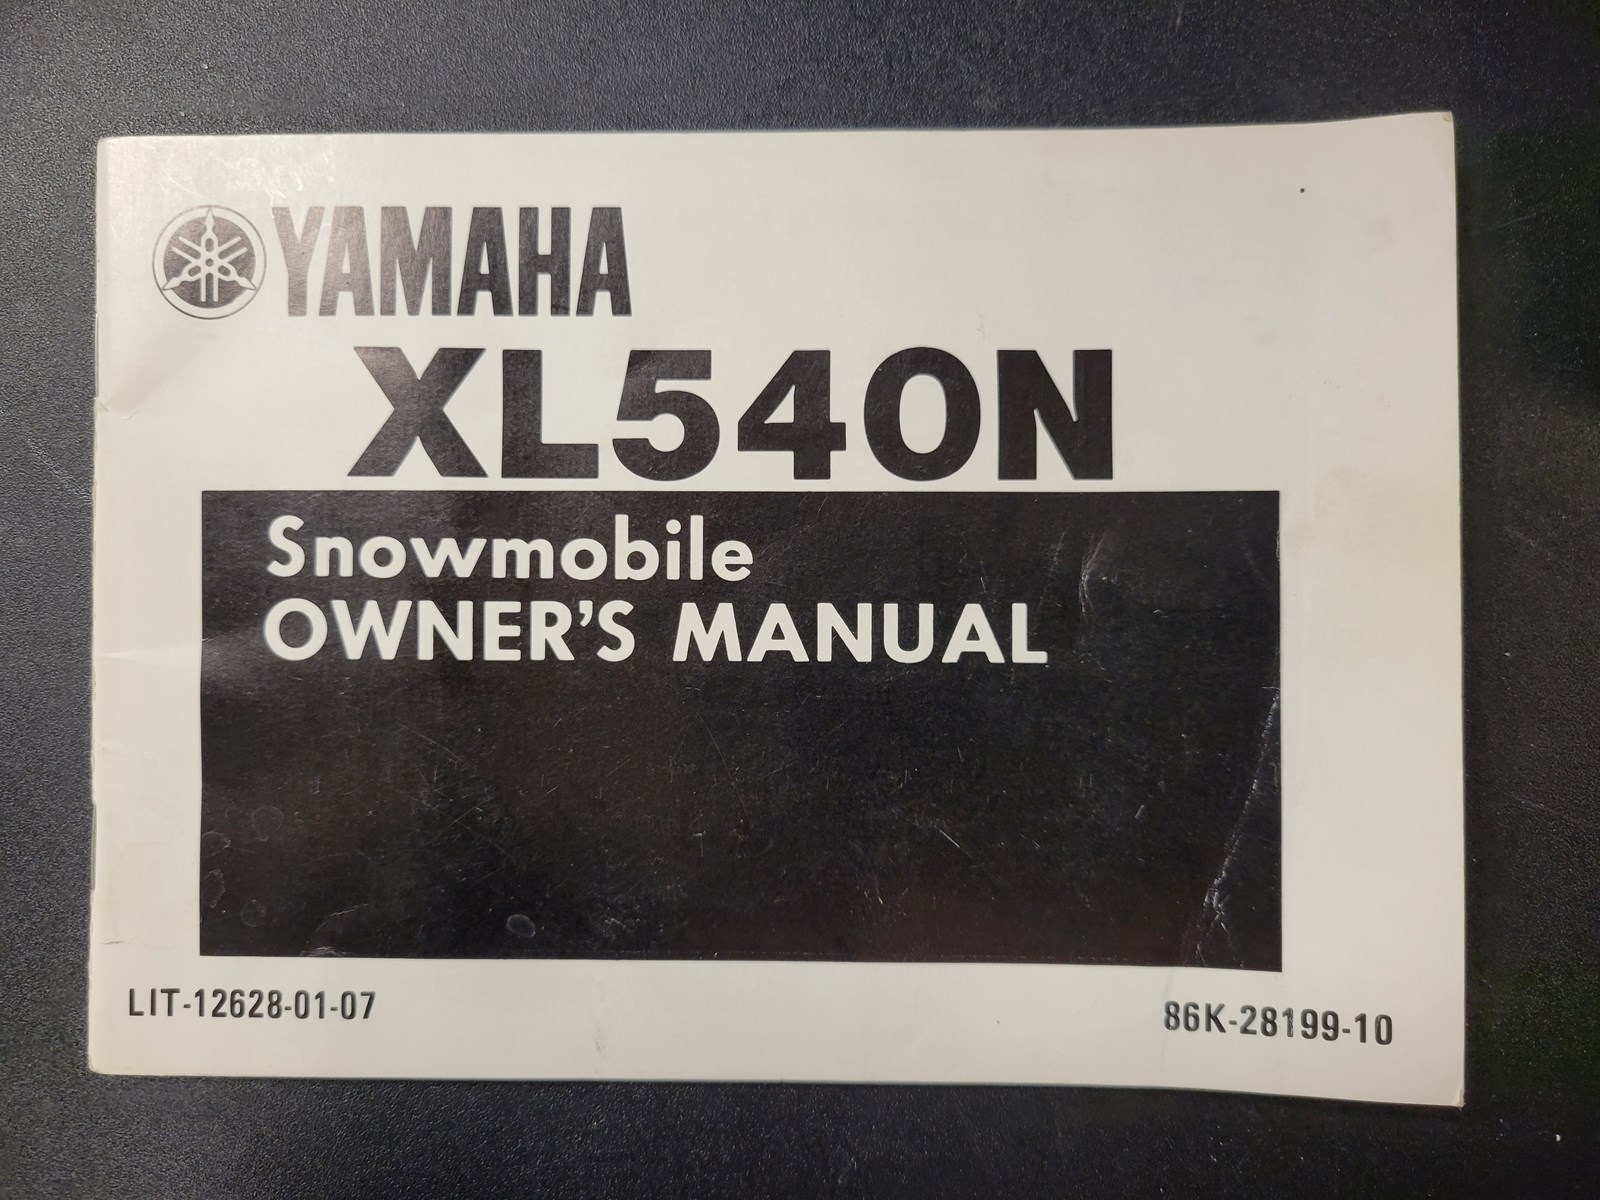 YAMAHA
XL540N
Snowmobile
OWNER'S MANUAL
LIT-12628-01-07
86K-28199-10